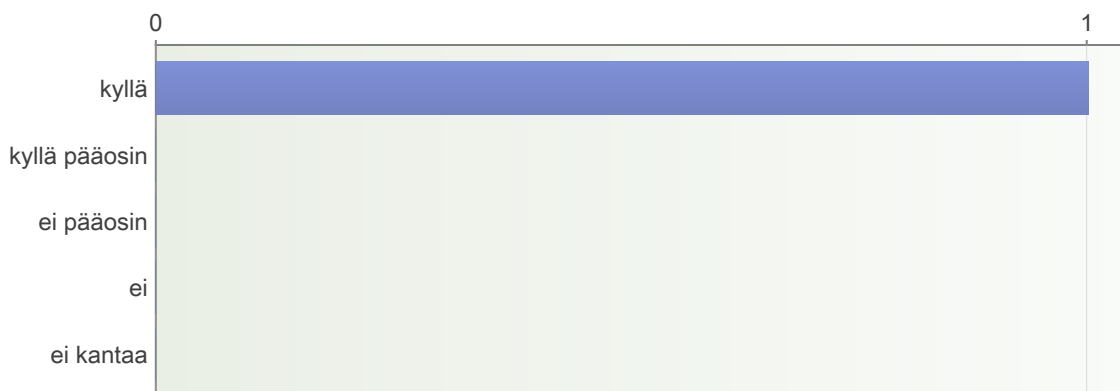 0 1
kyllä
kyllä pääosin
ei pääosin
ei
ei kantaa